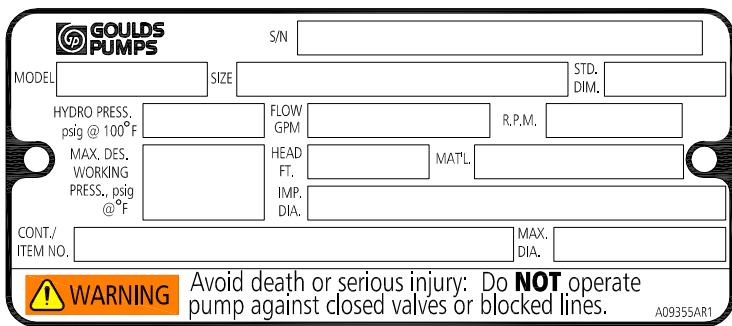 GOULDS PUMPS
S/N
MODEL
SIZE
STD. DIM.
HYDRO PRESS. psig @ 100°F
FLOW GPM
R.P.M.
MAX. DES. WORKING PRESS., psig @°F
HEAD FT.
MAT'L.
IMP. DIA.
CONT./ ITEM NO.
MAX. DIA.
WARNING
Avoid death or serious injury: Do NOT operate
pump against closed valves or blocked lines.
A09355AR1